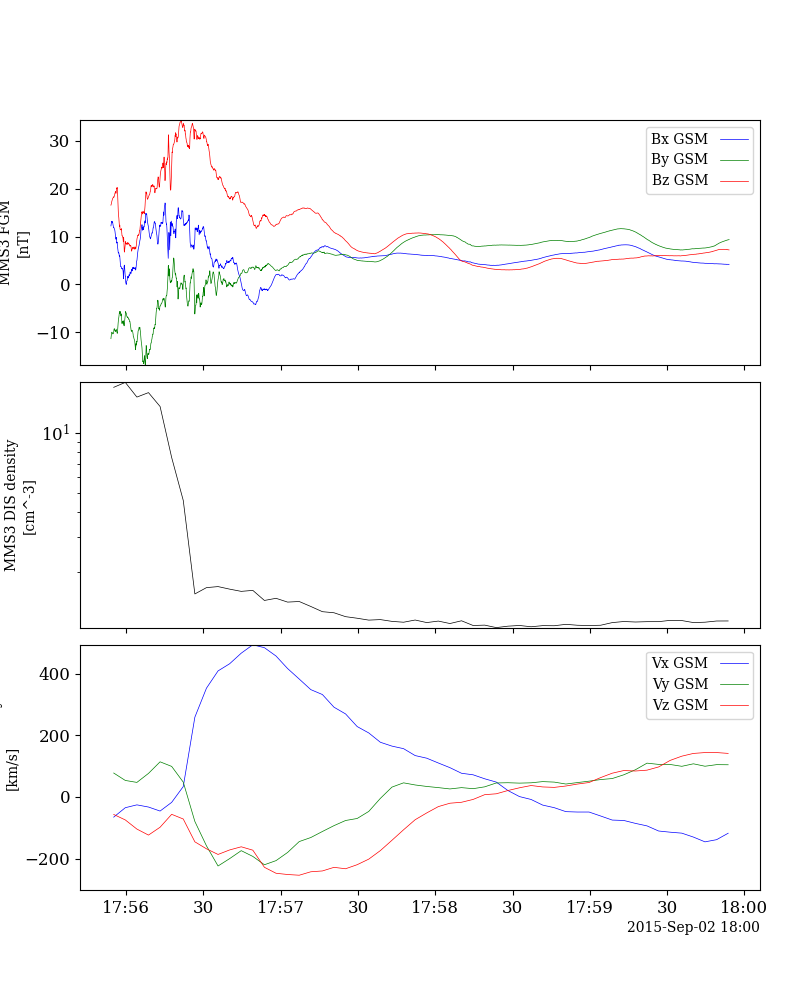 30
20
10
0
−10
MMS3 FGM
[nT]
Bx GSM
By GSM
Bz GSM
10^1
MMS3 DIS density
[cm^-3]
400
200
0
−200
[km/s]
Vx GSM
Vy GSM
Vz GSM
17:56 30 17:57 30 17:58 30 17:59 30 18:00
2015-Sep-02 18:00